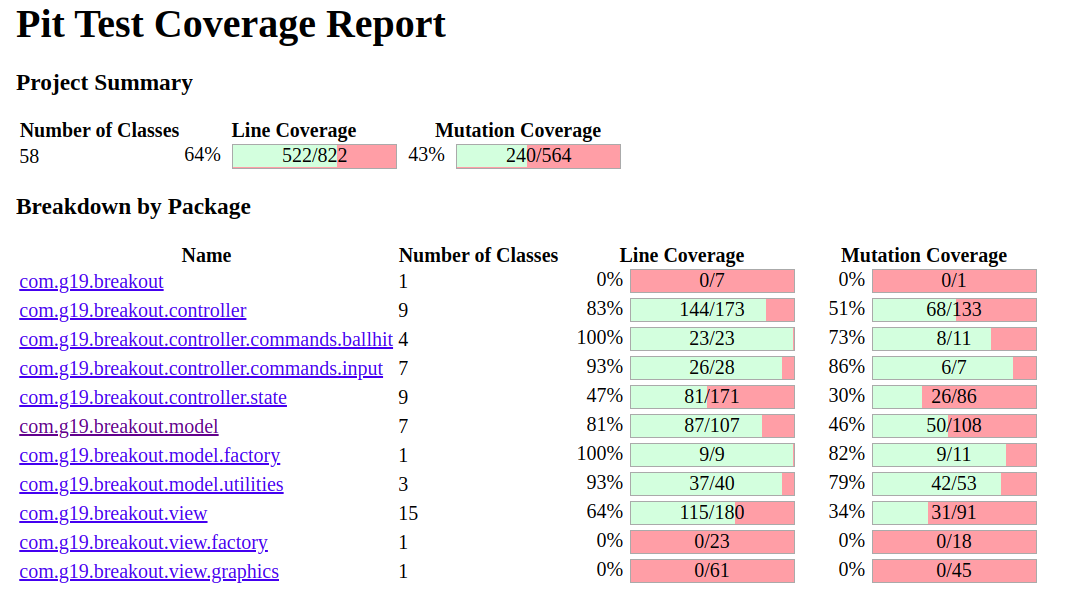 Pit Test Coverage Report
Project Summary
Number of Classes Line Coverage Mutation Coverage
58 64% 522/822 43% 240/564
Breakdown by Package
Name Number of Classes Line Coverage Mutation Coverage
com.g19.breakout 1 0% 0/7 0% 0/1
com.g19.breakout.controller 9 83% 144/173 51% 68/133
com.g19.breakout.controller.commands.ballhit 4 100% 23/23 73% 8/11
com.g19.breakout.controller.commands.input 7 93% 26/28 86% 6/7
com.g19.breakout.controller.state 9 47% 81/171 30% 26/86
com.g19.breakout.model 7 81% 87/107 46% 50/108
com.g19.breakout.model.factory 1 100% 9/9 82% 9/11
com.g19.breakout.model.utilities 3 93% 37/40 79% 42/53
com.g19.breakout.view 15 64% 115/180 34% 31/91
com.g19.breakout.view.factory 1 0% 0/23 0% 0/18
com.g19.breakout.view.graphics 1 0% 0/61 0% 0/45